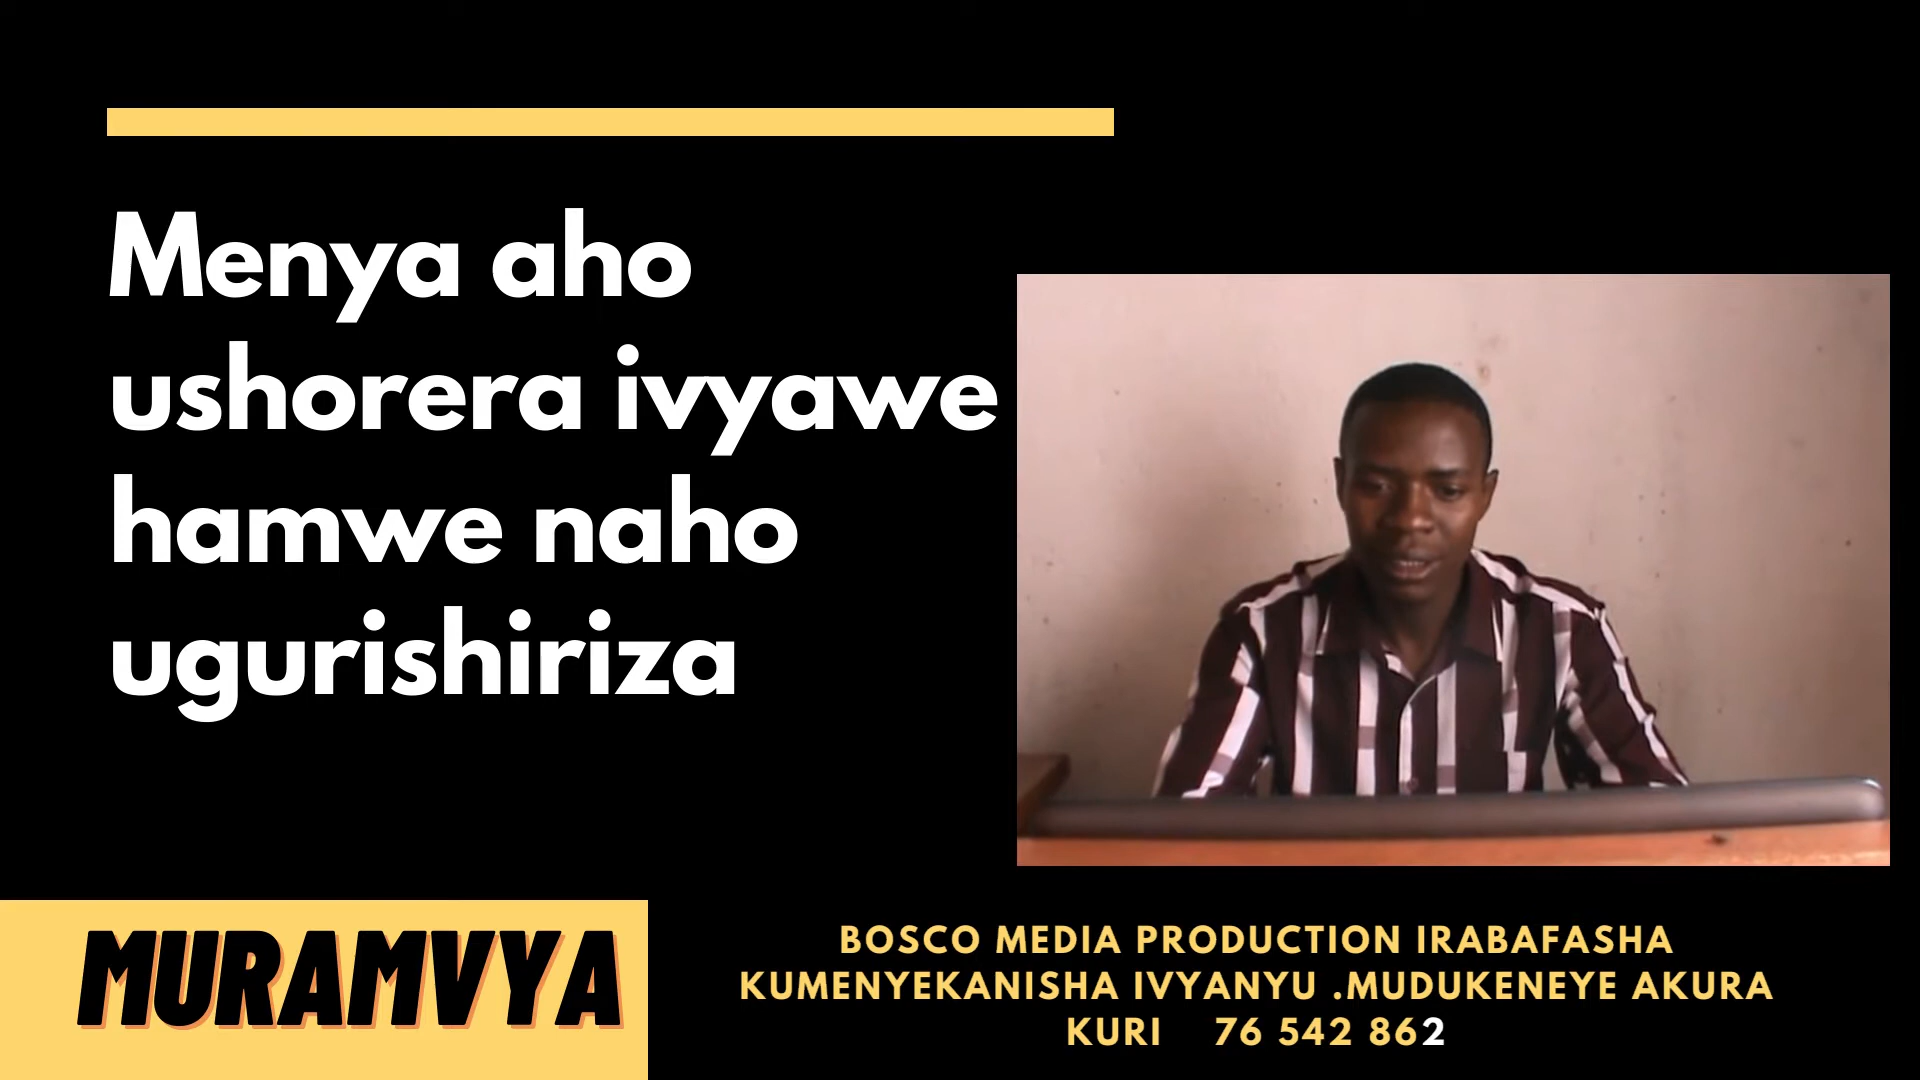 Menya aho
ushorera ivyawe
hamwe naho
ugurishiriza
MURAMVYA
BOSCO MEDIA PRODUCTION IRABAFASHA
KUMENYEKANISHA IVYANYU .MUDUKENEYE AKURA
KURI 76 542 862